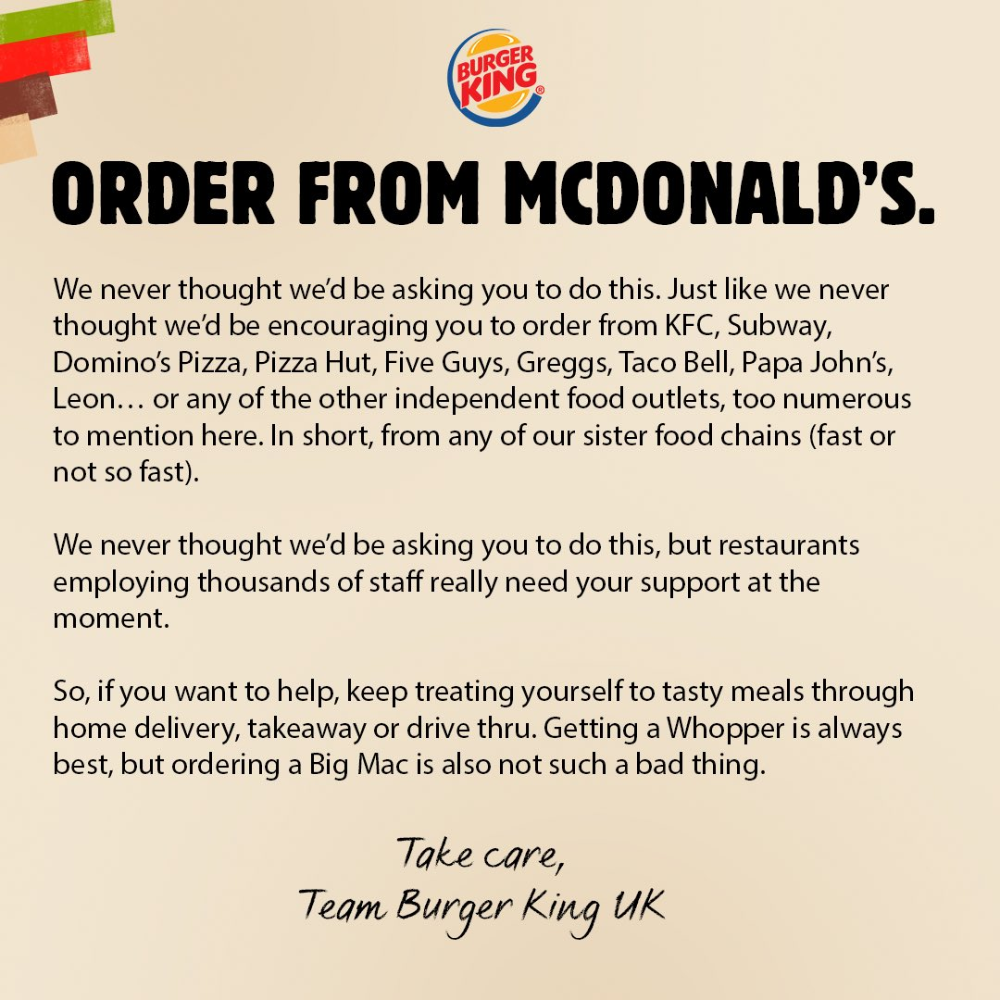 BURGER
KING®
ORDER FROM MCDONALD’S.
We never thought we’d be asking you to do this. Just like we never
thought we’d be encouraging you to order from KFC, Subway,
Domino’s Pizza, Pizza Hut, Five Guys, Greggs, Taco Bell, Papa John’s,
Leon… or any of the other independent food outlets, too numerous
to mention here. In short, from any of our sister food chains (fast or
not so fast).
We never thought we’d be asking you to do this, but restaurants
employing thousands of staff really need your support at the
moment.
So, if you want to help, keep treating yourself to tasty meals through
home delivery, takeaway or drive thru. Getting a Whopper is always
best, but ordering a Big Mac is also not such a bad thing.
Take care,
Team Burger King UK